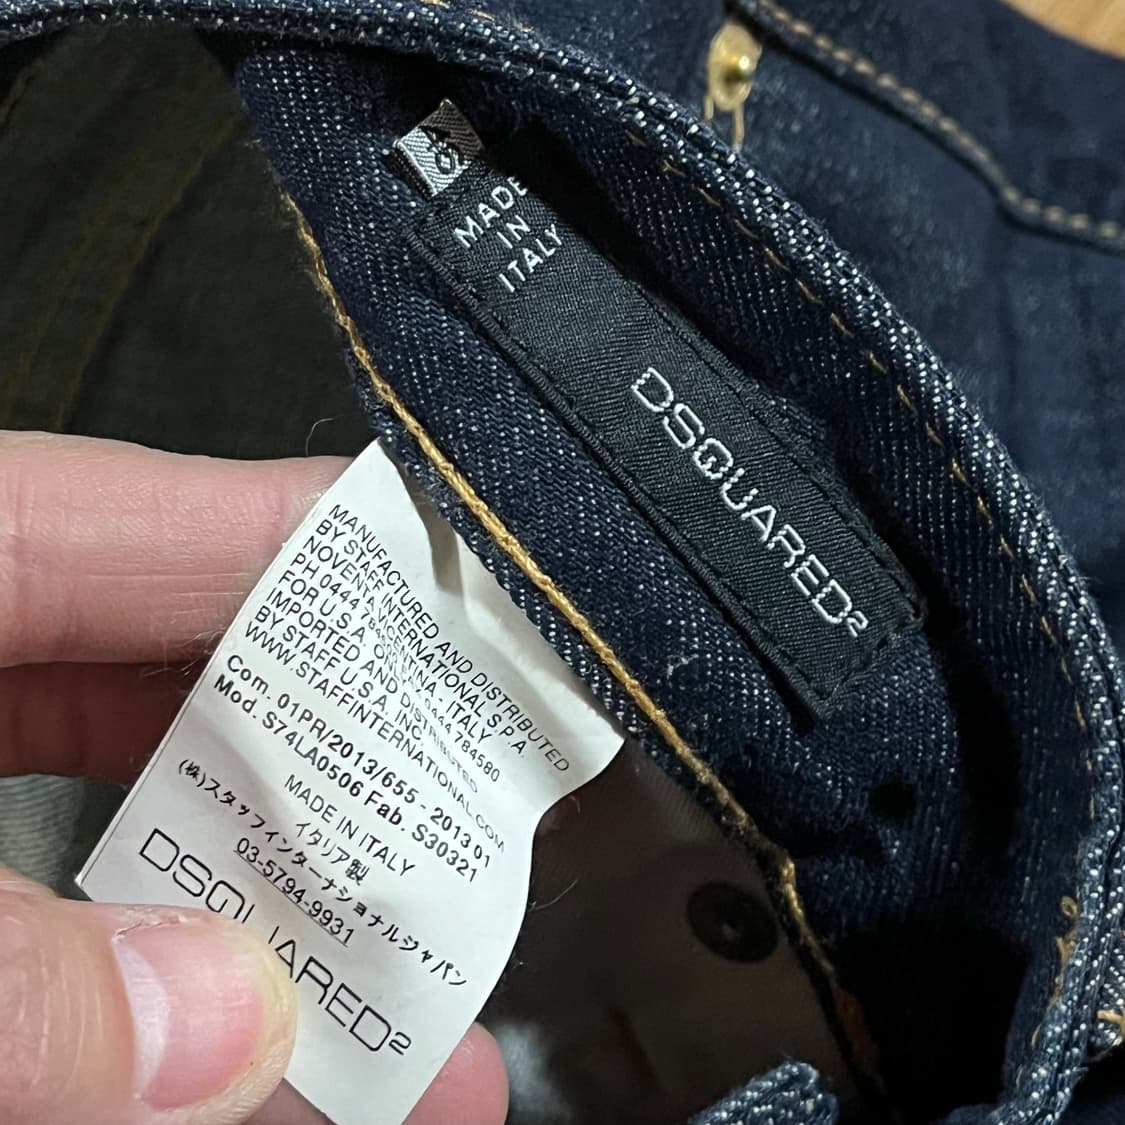 MADE
IN
ITALY
DSQUARED2
MANUFACTURED AND DISTRIBUTED
BY STAFF INTERNATIONAL S.P.A.
NOVENTA VICENTINA, ITALY
PH 0444 784500
0444 784580
FOR U.S.A. ONLY
IMPORTED AND DISTRIBUTED
BY STAFF U.S.A. INC.
WWW.STAFFINTERNATIONAL.COM
Com. 01PR/2013/655 - 2013 01
Mod. S74LA0506 Fab. S30321
MADE IN ITALY
イタリア製
(株)スタッフインターナショナルジャパン
03-5794-9931
DSQUARED2